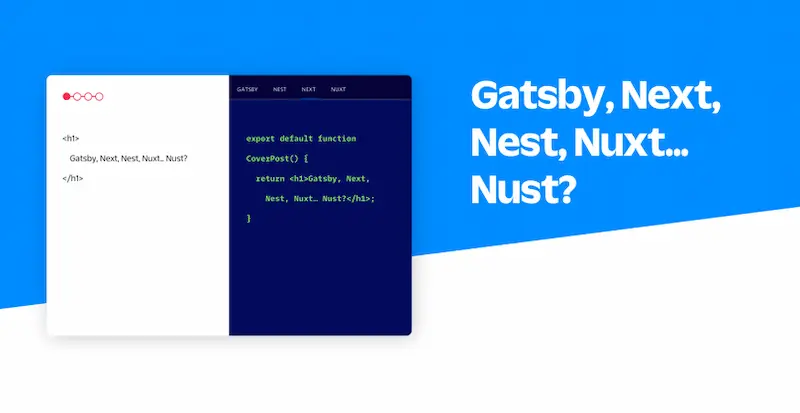 <h1>
Gatsby, Next, Nest, Nuxt... Nust?
</h1>
GATSBY NEST NEXT NUXT
export default function
CoverPost() {
return <h1>Gatsby, Next,
Nest, Nuxt… Nust?</h1>;
}
Gatsby, Next,
Nest, Nuxt...
Nust?